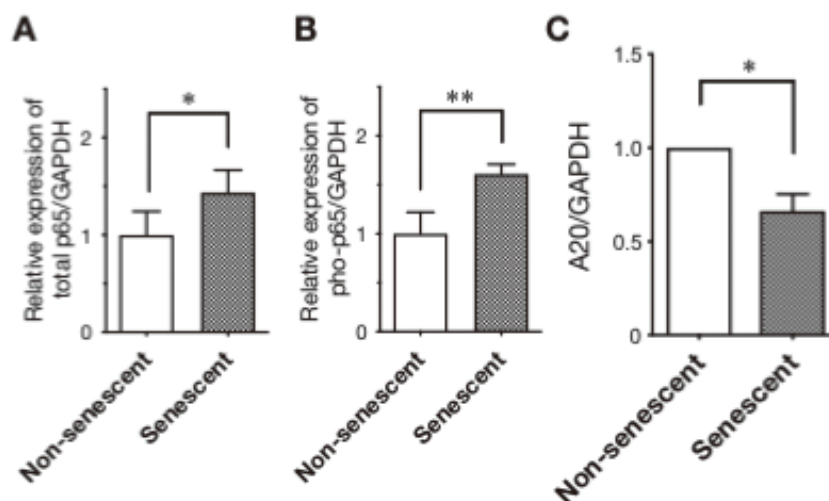 A
Relative expression of
total p65/GAPDH
2
1
0
*
Non-senescent
Senescent
B
Relative expression of
pho-p65/GAPDH
2
1
0
**
Non-senescent
Senescent
C
A20/GAPDH
1.5
1.0
0.5
0.0
*
Non-senescent
Senescent